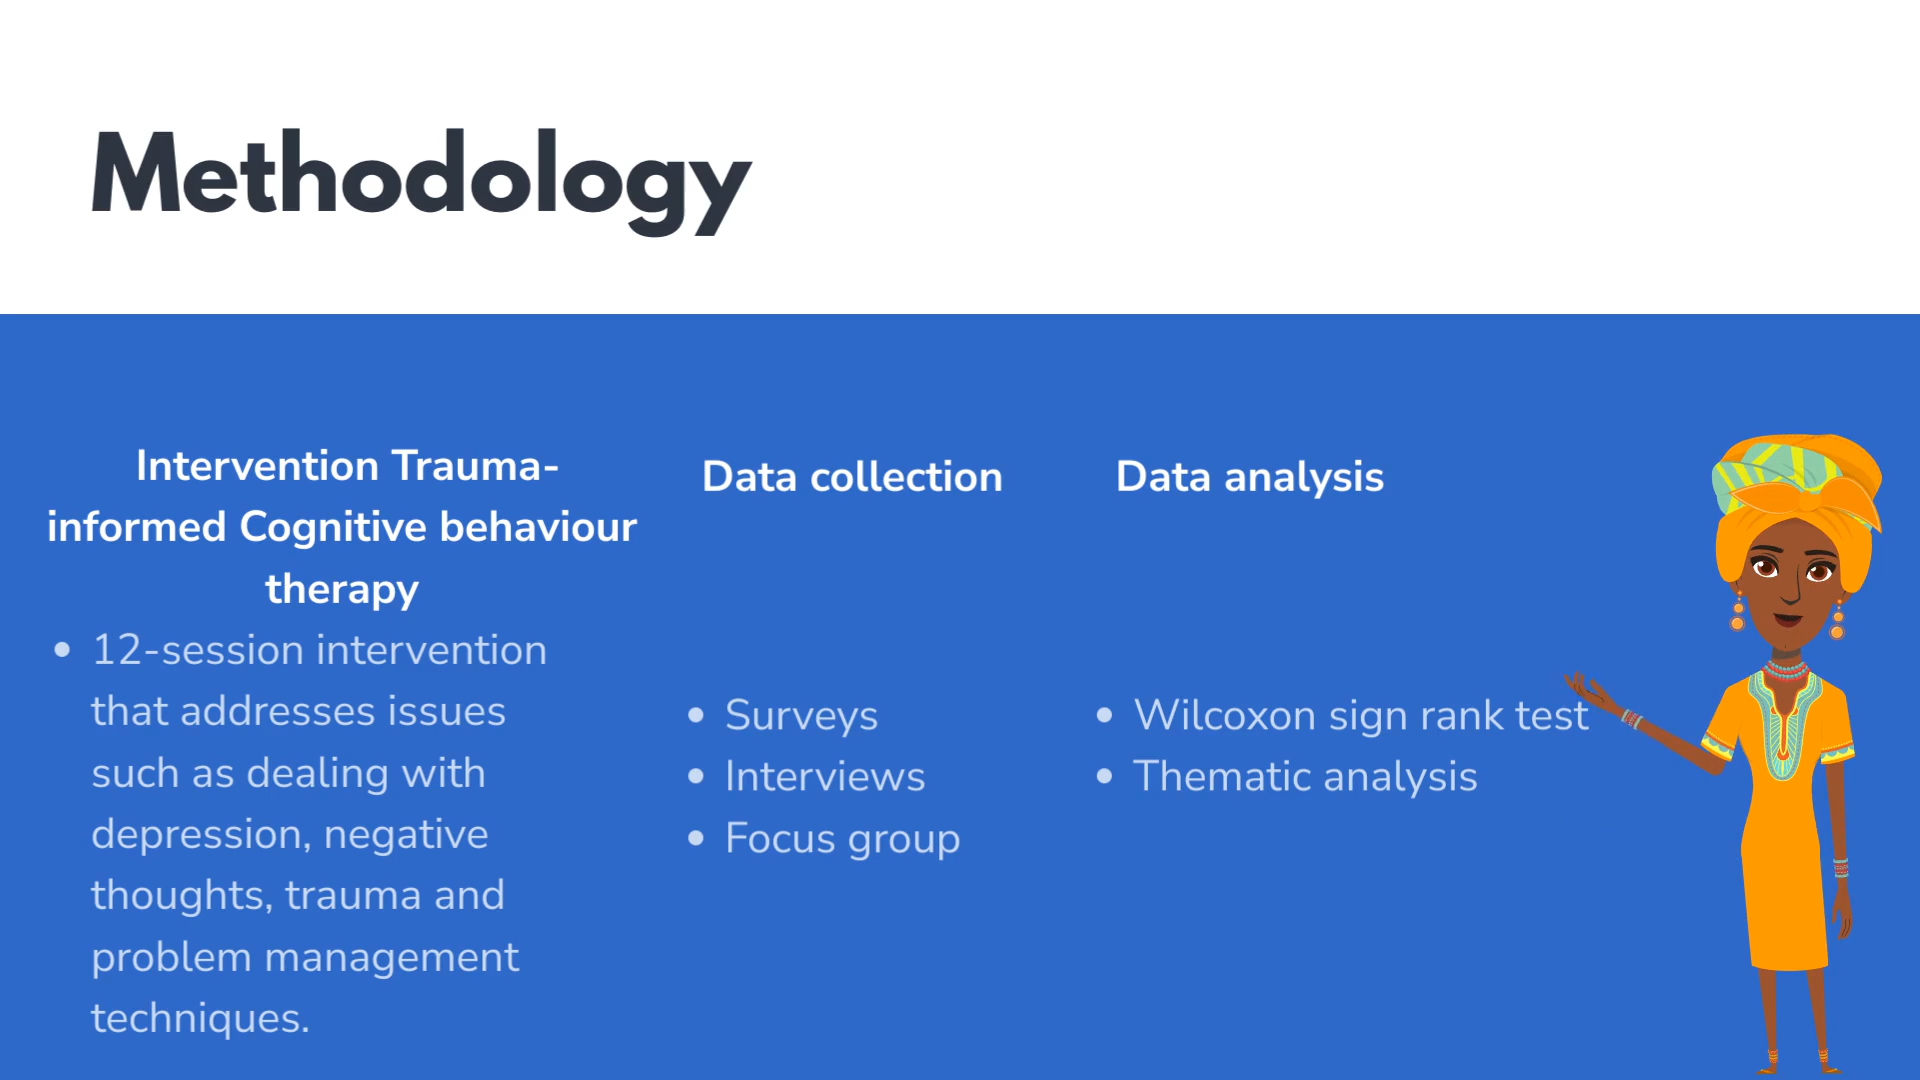 Methodology
Intervention Trauma-
informed Cognitive behaviour
therapy
• 12-session intervention
that addresses issues
such as dealing with
depression, negative
thoughts, trauma and
problem management
techniques.
Data collection
• Surveys
• Interviews
• Focus group
Data analysis
• Wilcoxon sign rank test
• Thematic analysis